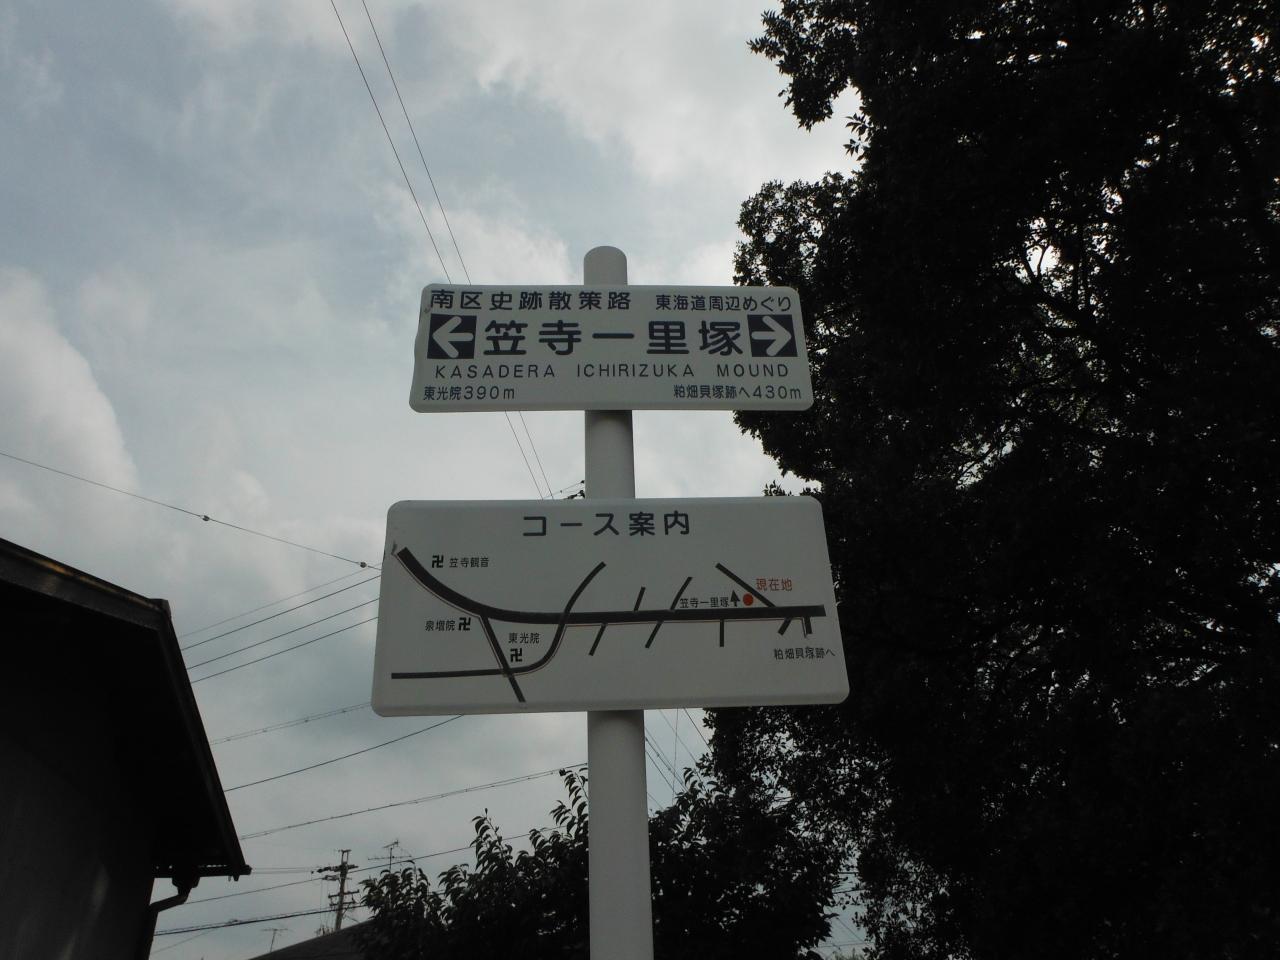 南区史跡散策路 東海道周辺めぐり
笠寺一里塚
KASADERA ICHIRIZUKA MOUND
東光院390m 粕畑貝塚跡へ430m
コース案内
笠寺観音
現在地
笠寺一里塚
泉増院
東光院
粕畑貝塚跡へ